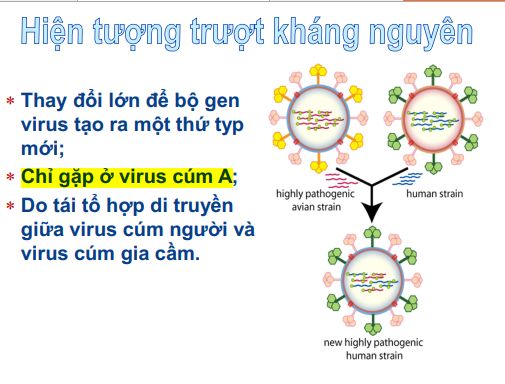 Hiện tượng trượt kháng nguyên
* Thay đổi lớn để bộ gen
virus tạo ra một thứ typ
mới;
* Chỉ gặp ở virus cúm A;
* Do tái tổ hợp di truyền
giữa virus cúm người và
virus cúm gia cầm.
highly pathogenic
avian strain
human strain
new highly pathogenic
human strain